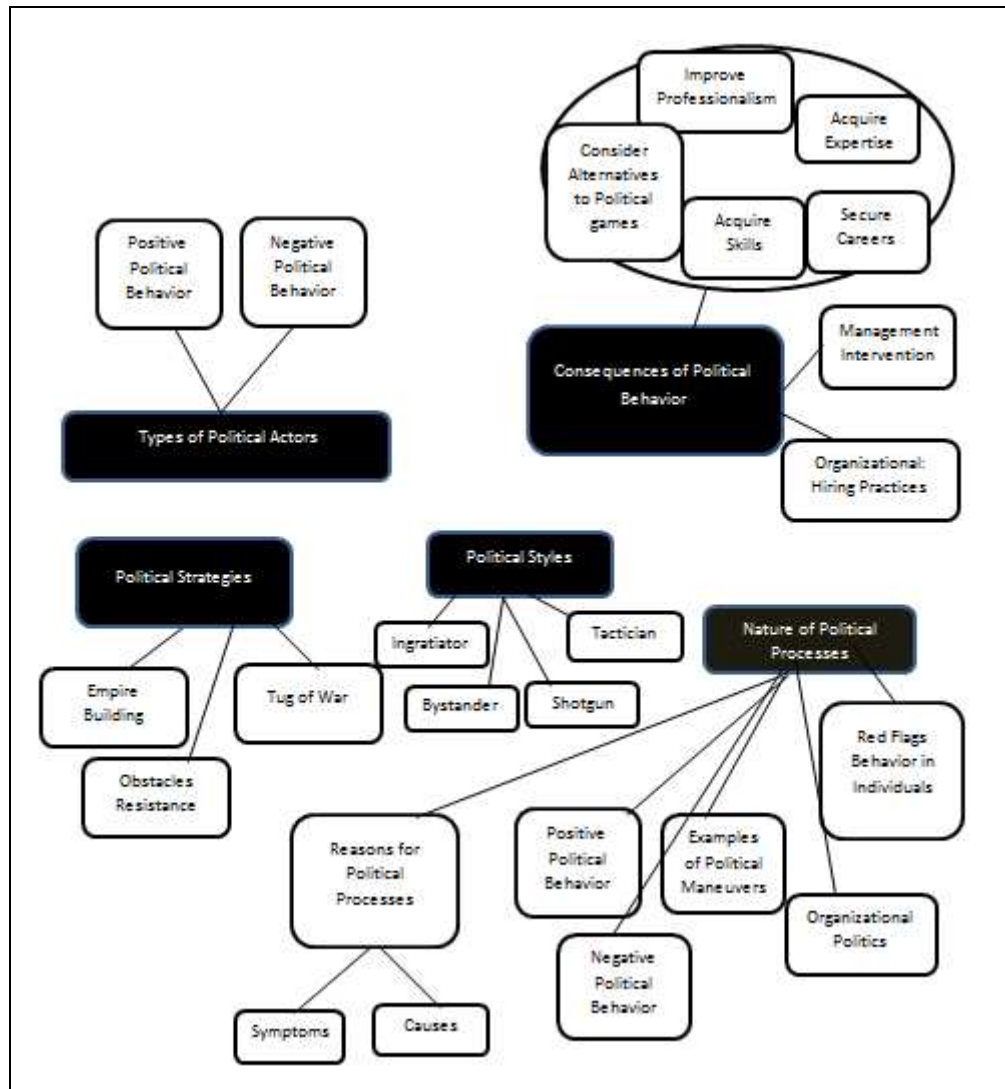 Improve
Professionalism
Acquire
Expertise
Consider
Alternatives
to Political
games
Acquire
Skills
Secure
Careers
Positive
Political
Behavior
Negative
Political
Behavior
Management
Intervention
Consequences of Political
Behavior
Types of Political Actors
Organizational:
Hiring Practices
Political Strategies
Political Styles
Ingratiator
Tactician
Nature of Political
Processes
Empire
Building
Tug of War
Bystander
Shotgun
Red Flags
Behavior in
Individuals
Obstacles
Resistance
Reasons for
Political
Processes
Positive
Political
Behavior
Examples
of Political
Maneuvers
Organizational
Politics
Negative
Political
Behavior
Symptoms
Causes